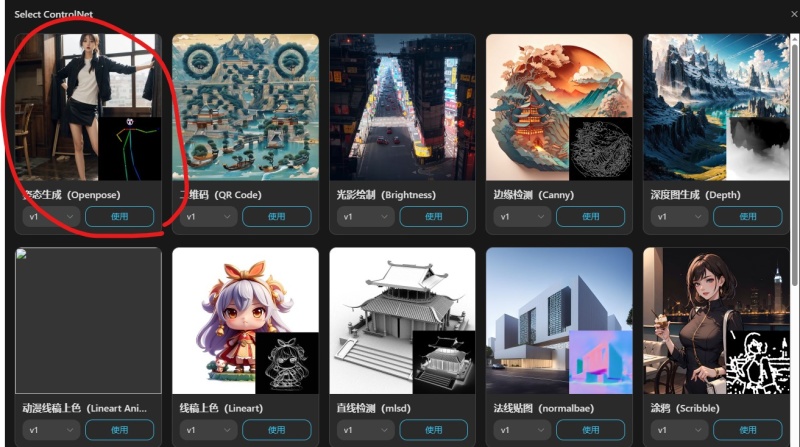 Select ControlNet
姿态生成（Openpose）
二维码（QR Code）
光影绘制（Brightness）
边缘检测（Canny）
深度图生成（Depth）
v1 使用
v1 使用
v1 使用
v1 使用
v1 使用
动漫线稿上色（Lineart Ani...
线稿上色（Lineart）
直线检测（mlsd）
法线贴图（normalbae）
涂鸦（Scribble）
v1 使用
v1 使用
v1 使用
v1 使用
v1 使用